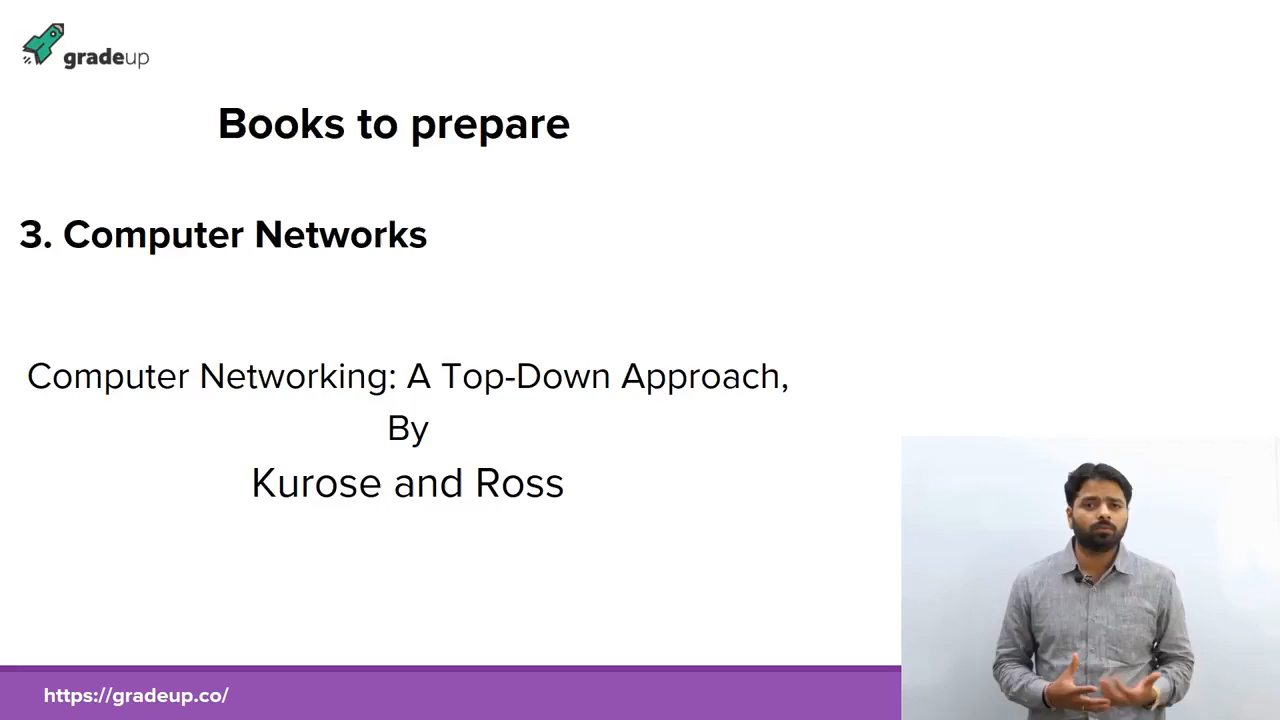 gradeup
Books to prepare
3. Computer Networks
Computer Networking: A Top-Down Approach,
By
Kurose and Ross
https://gradeup.co/